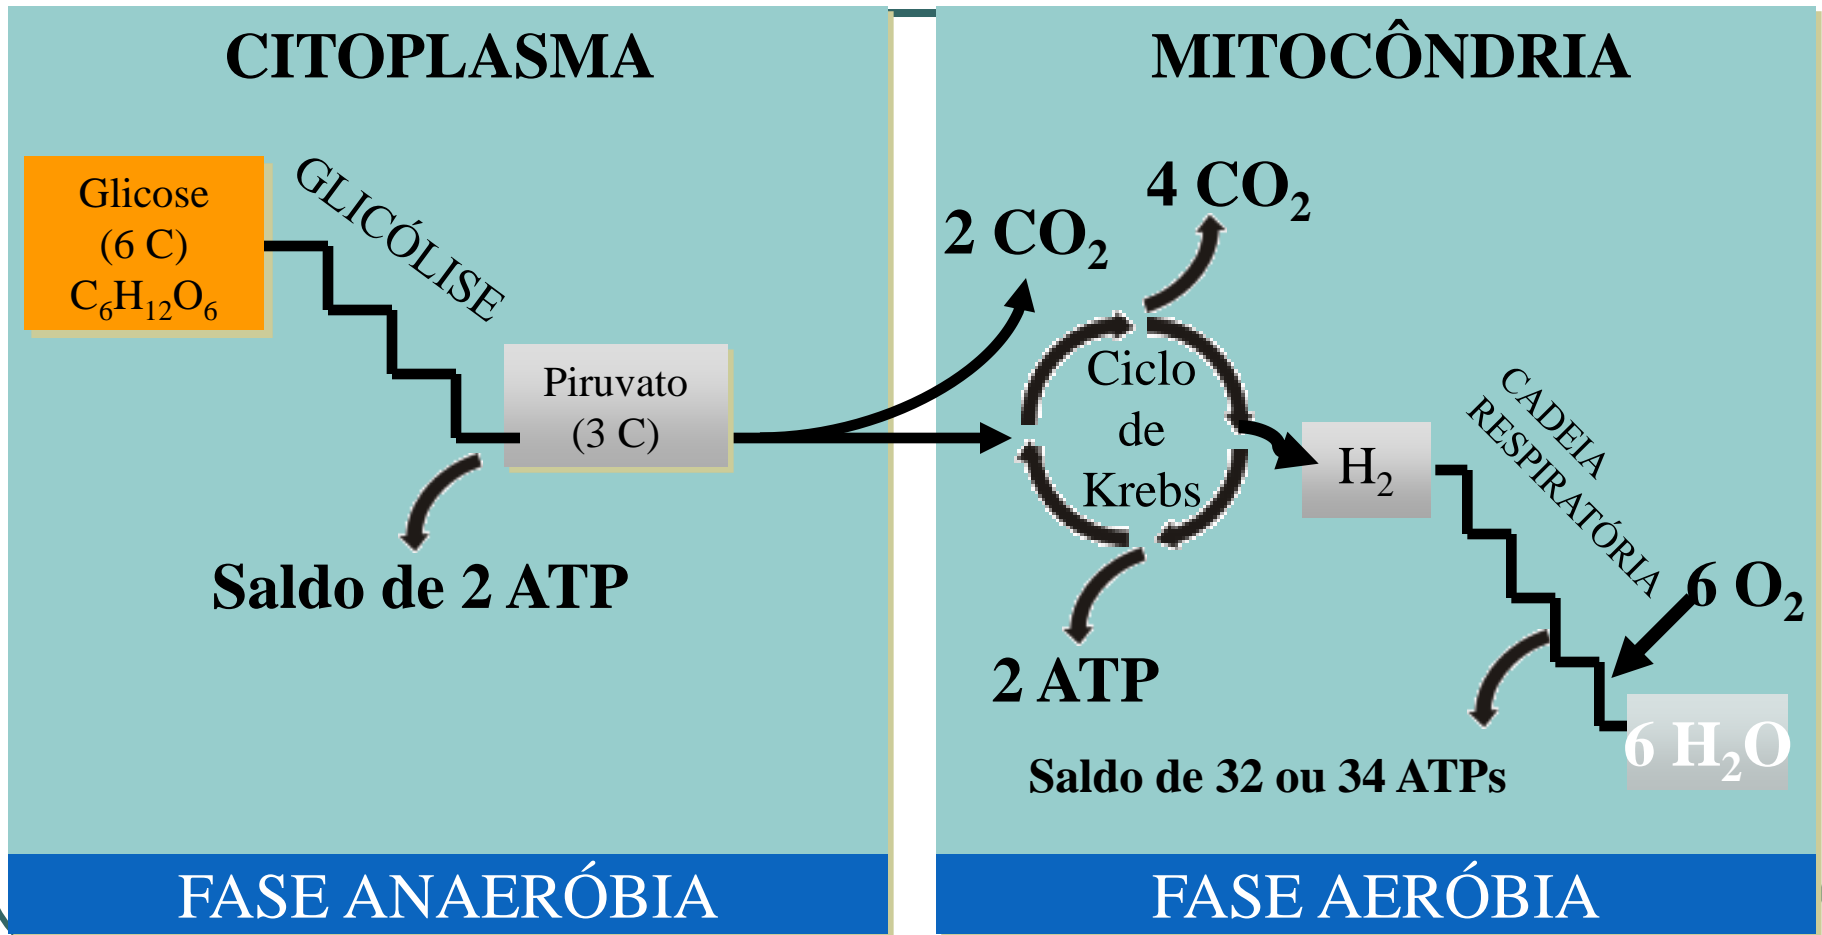 CITOPLASMA
Glicose
(6 C)
C₆H₁₂O₆
GLICÓLISE
Piruvato
(3 C)
Saldo de 2 ATP
FASE ANAERÓBIA
MITOCÔNDRIA
2 CO₂
4 CO₂
Ciclo
de
Krebs
H₂
CADEIA
RESPIRATÓRIA
6 O₂
2 ATP
6 H₂O
Saldo de 32 ou 34 ATPs
FASE AERÓBIA